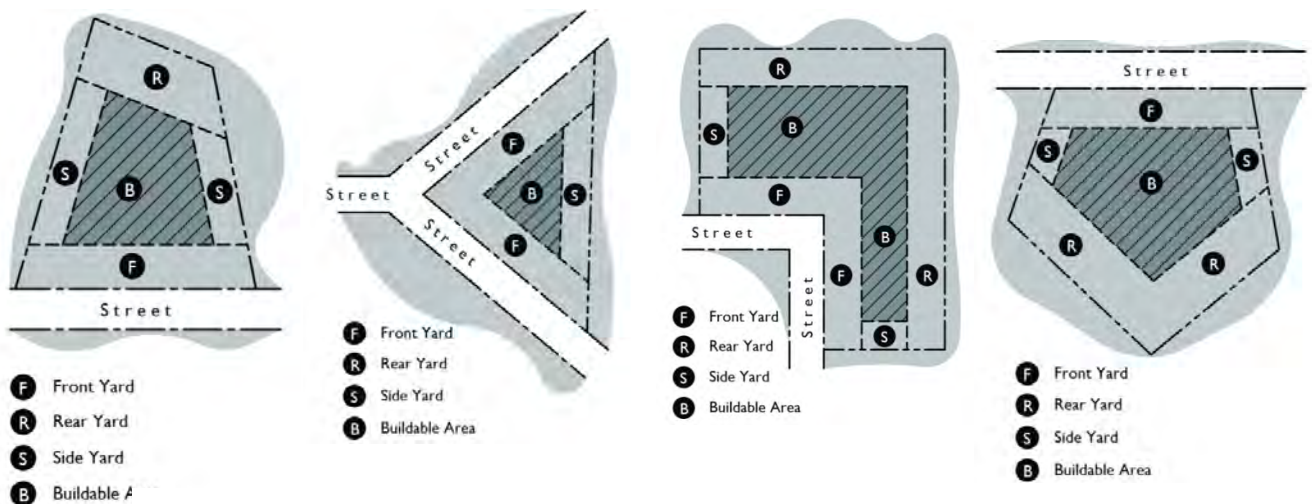 R
S
B
S
F
Street
F Front Yard
R Rear Yard
S Side Yard
B Buildable
Street
Street
Street
F
B
S
F
F Front Yard
R Rear Yard
S Side Yard
B Buildable Area
R
S
B
F
Street
B
F
R
Street
S
F Front Yard
R Rear Yard
S Side Yard
B Buildable Area
Street
F
S
S
B
R
R
F Front Yard
R Rear Yard
S Side Yard
B Buildable Area